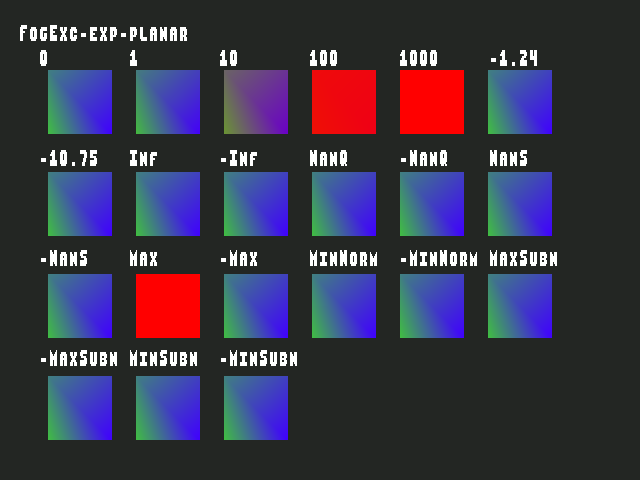 FogExc-exp-planar
0 1 10 100 1000 -1.24
-10.75 Inf -Inf NanQ -NanQ NanS
-NanS Max -Max MinNorm -MinNorm MaxSubN
-MaxSubN MinSubN -MinSubN